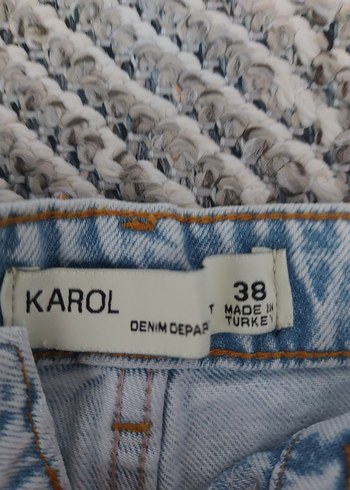 KAROL
DENIM DEPAR
T
38
MADE IN
TURKEY